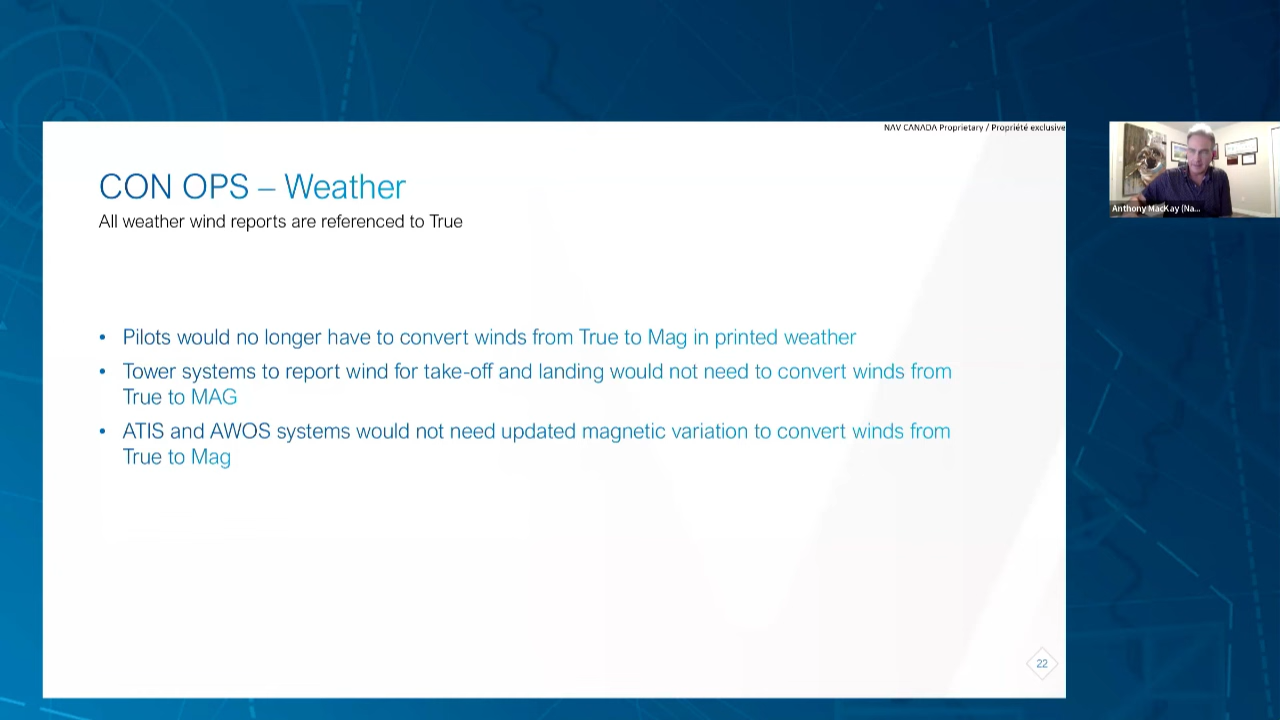 NAV CANADA Proprietary / Propriété exclusive
CON OPS – Weather
All weather wind reports are referenced to True
• Pilots would no longer have to convert winds from True to Mag in printed weather
• Tower systems to report wind for take-off and landing would not need to convert winds from
True to MAG
• ATIS and AWOS systems would not need updated magnetic variation to convert winds from
True to Mag
22
Anthony MacKay (Na...